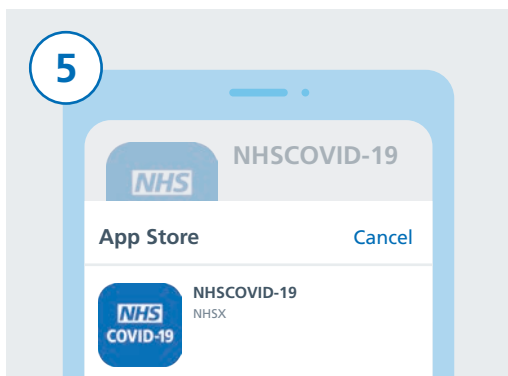 5
NHSCOVID-19
NHS
App Store
Cancel
NHSCOVID-19
NHSX
NHS
COVID-19